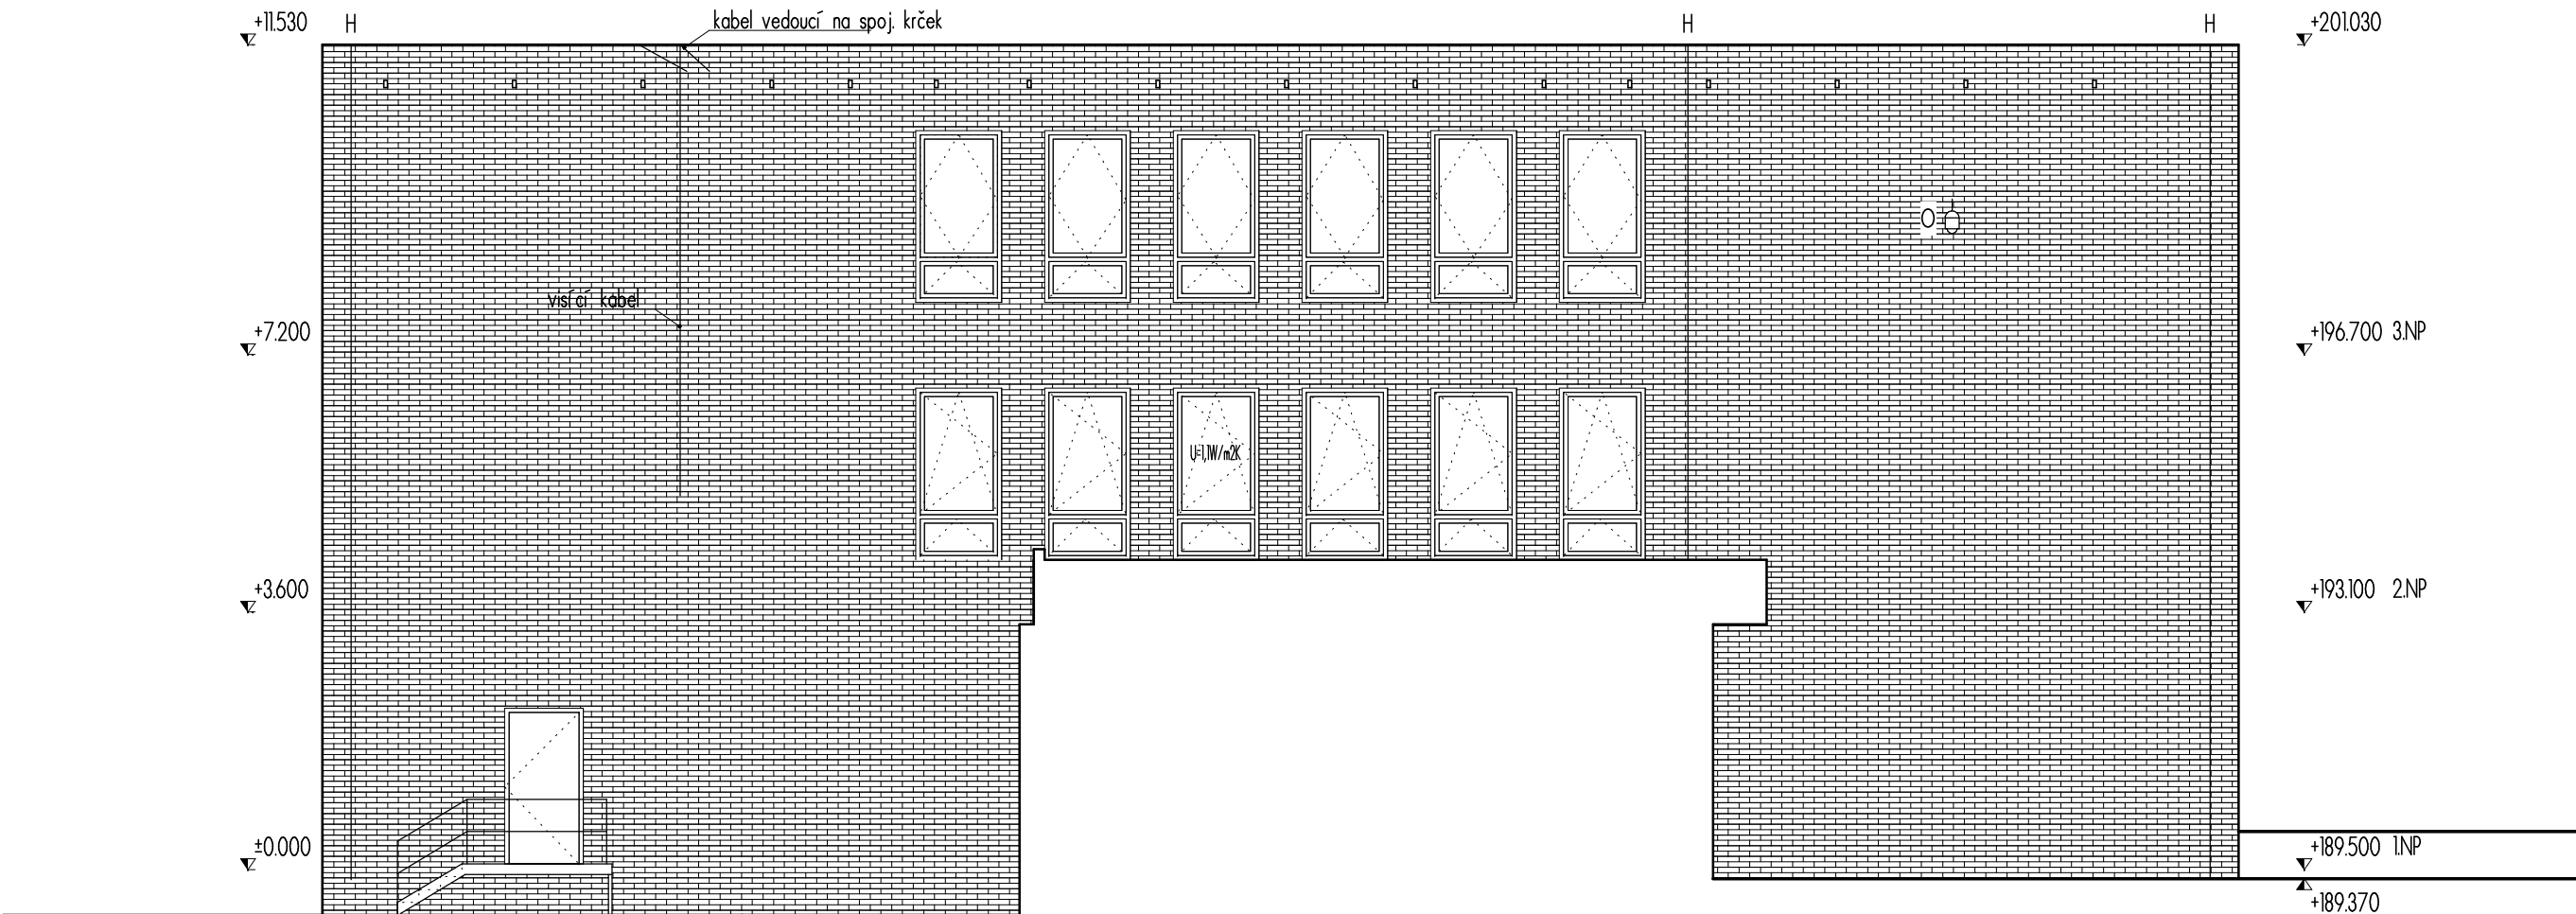 +11.530
H
kabel vedoucí na spoj. krček
H
H
+201.030
visící kabel
+7.200
+196.700 3.NP
U=1,1W/m2K
+3.600
+193.100 2.NP
±0.000
+189.500 1.NP
+189.370